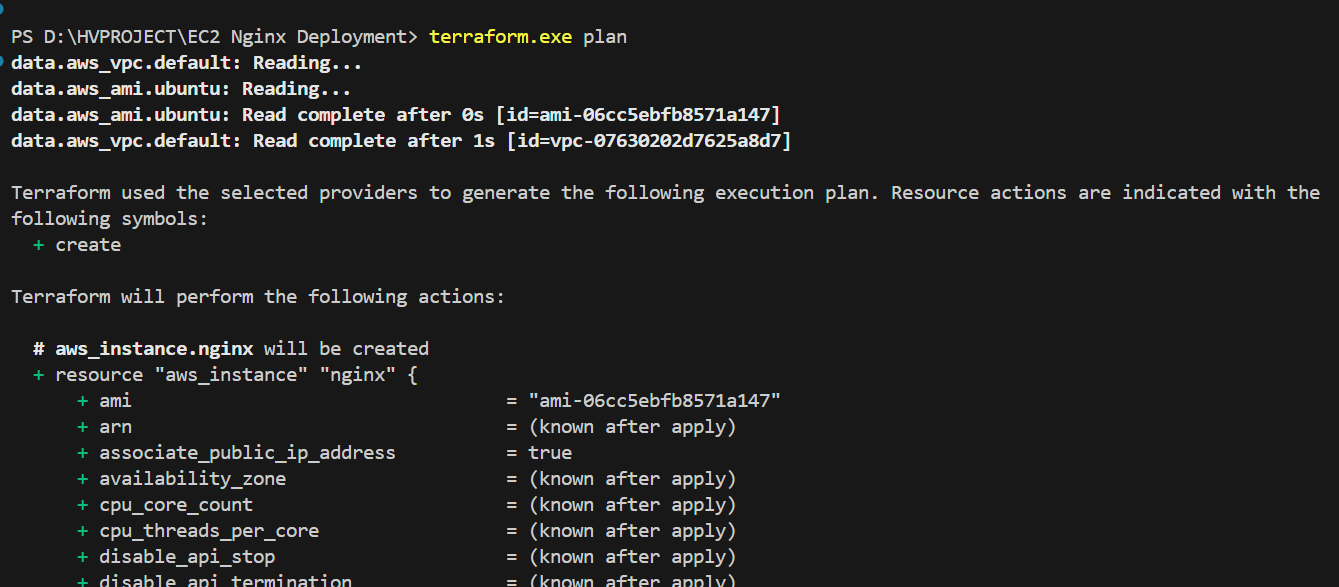 PS D:\HVPROJECT\EC2 Nginx Deployment> terraform.exe plan
data.aws_vpc.default: Reading...
data.aws_ami.ubuntu: Reading...
data.aws_ami.ubuntu: Read complete after 0s [id=ami-06cc5ebfb8571a147]
data.aws_vpc.default: Read complete after 1s [id=vpc-07630202d7625a8d7]
Terraform used the selected providers to generate the following execution plan. Resource actions are indicated with the
following symbols:
  + create
Terraform will perform the following actions:
  # aws_instance.nginx will be created
  + resource "aws_instance" "nginx" {
      + ami                                  = "ami-06cc5ebfb8571a147"
      + arn                                  = (known after apply)
      + associate_public_ip_address          = true
      + availability_zone                    = (known after apply)
      + cpu_core_count                       = (known after apply)
      + cpu_threads_per_core                 = (known after apply)
      + disable_api_stop                     = (known after apply)
      + disable_api_termination              = (known after apply)